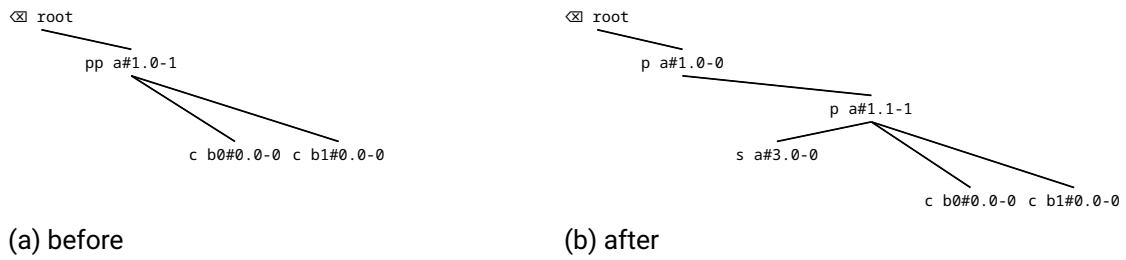 ⌫ root
pp a#1.0-1
c b0#0.0-0 c b1#0.0-0
(a) before
⌫ root
p a#1.0-0
p a#1.1-1
s a#3.0-0
c b0#0.0-0 c b1#0.0-0
(b) after